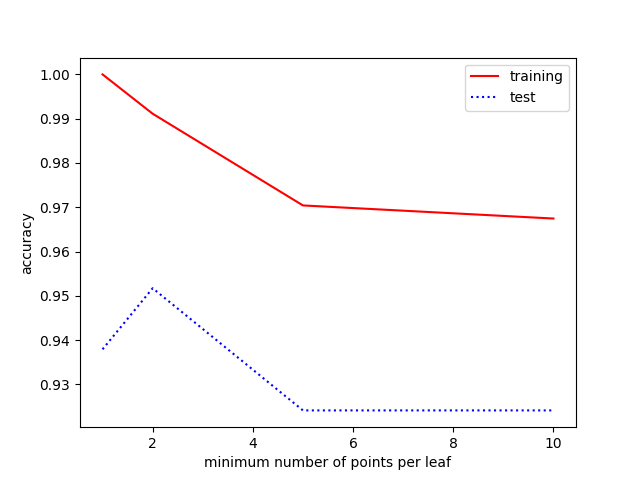 training
test
1.00
0.99
0.98
0.97
0.96
0.95
0.94
0.93
accuracy
2 4 6 8 10
minimum number of points per leaf